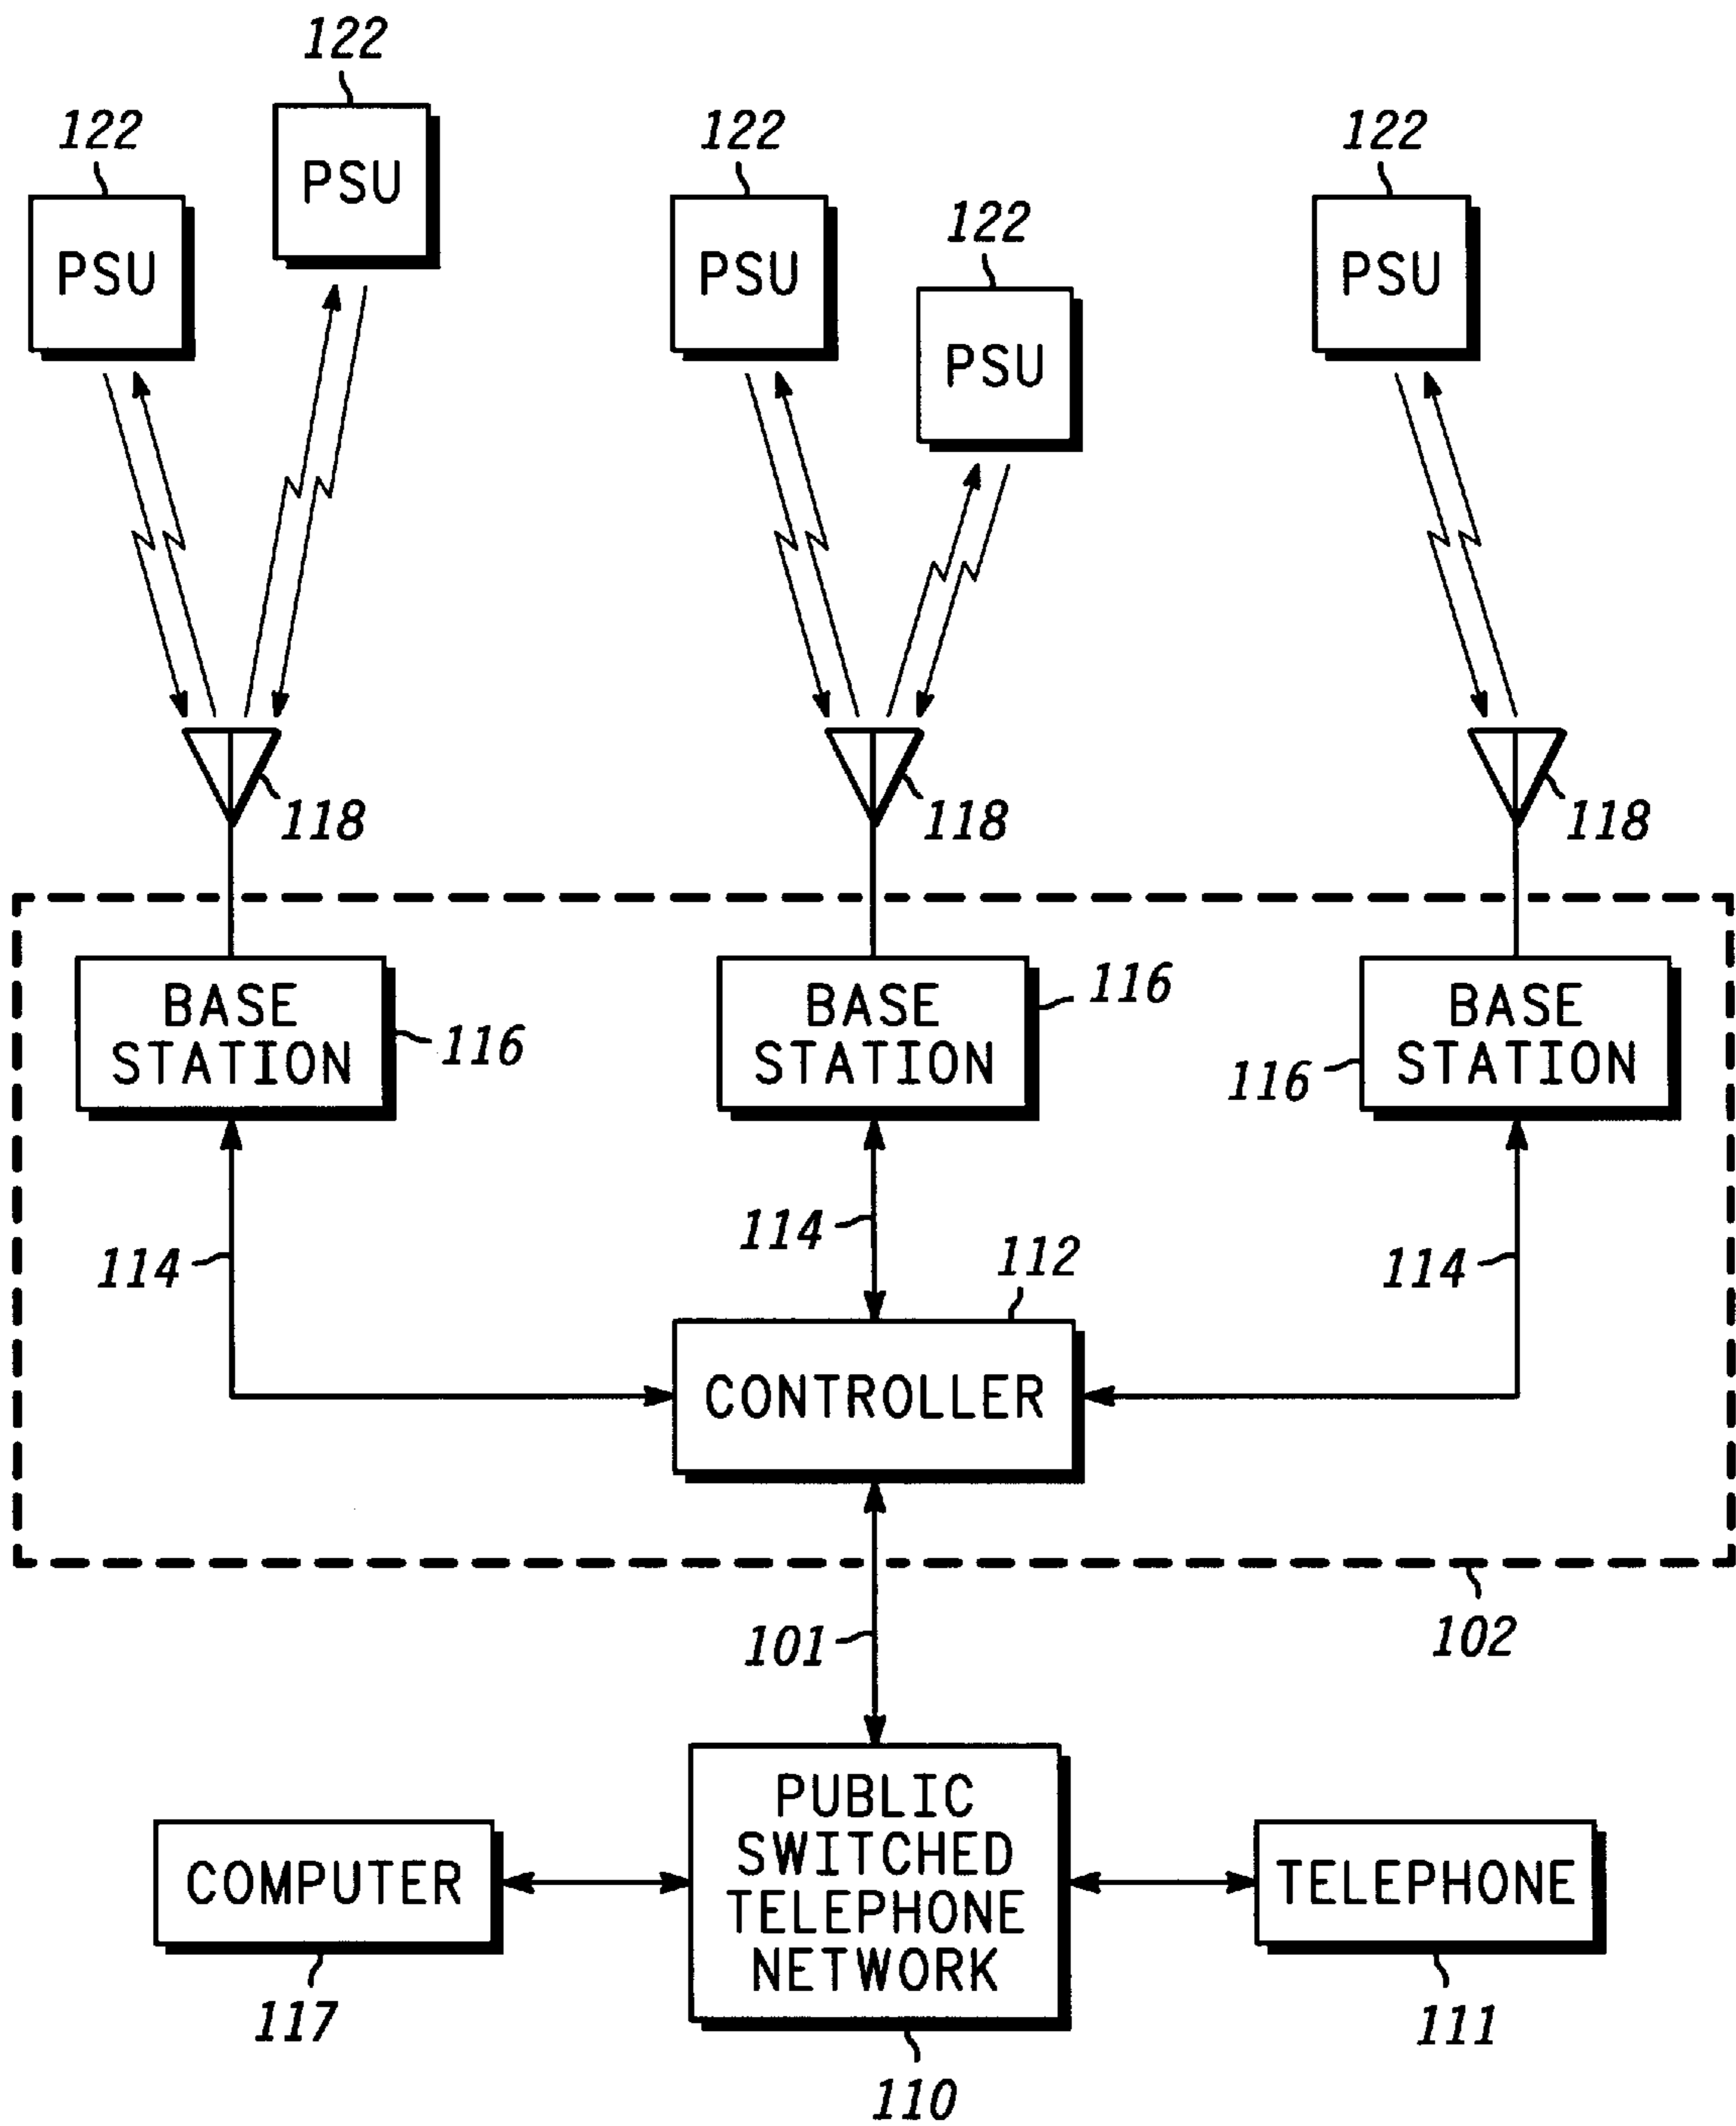 122
122
122
122
122
PSU
PSU
PSU
PSU
PSU
118
118
118
BASE
STATION
116
BASE
STATION
116
BASE
STATION
116
114
114
114
112
CONTROLLER
101
102
PUBLIC
SWITCHED
TELEPHONE
NETWORK
COMPUTER
TELEPHONE
117
111
110